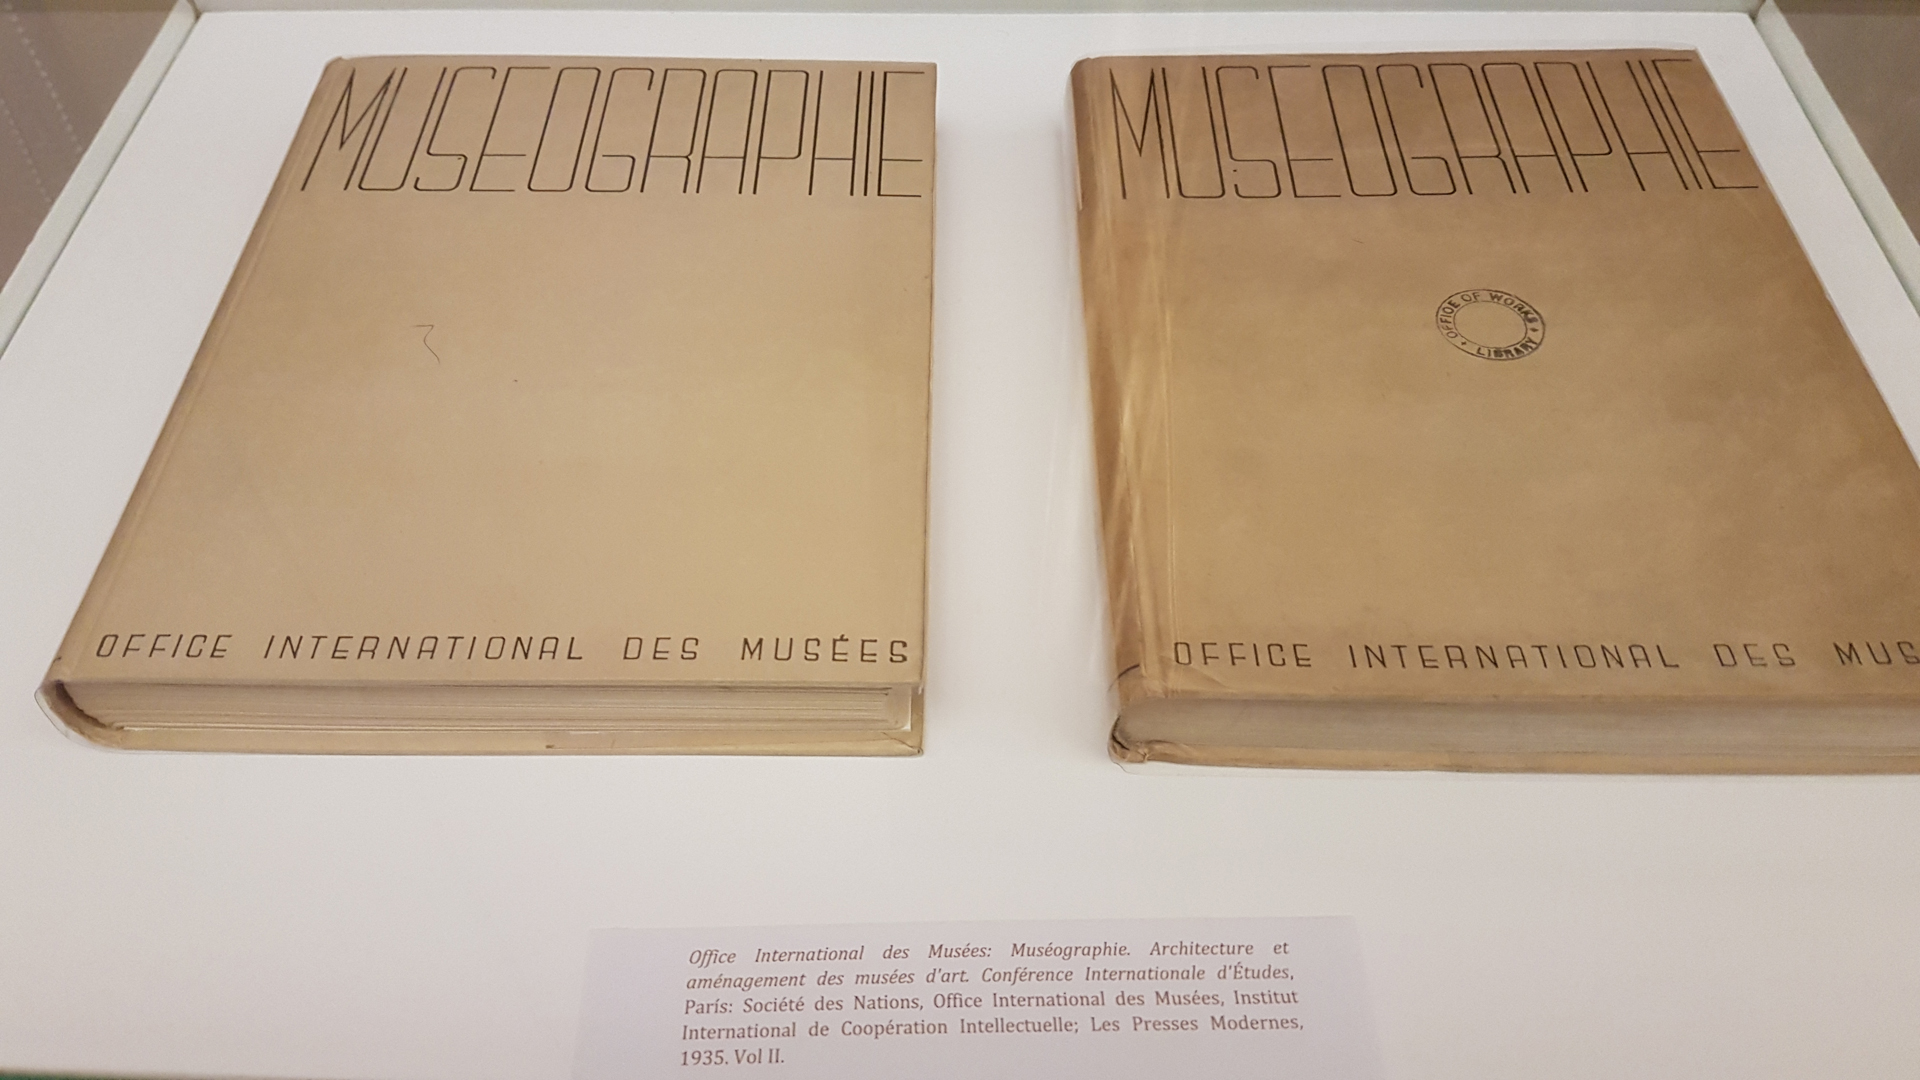 MUSEOGRAPHIE
OFFICE INTERNATIONAL DES MUSÉES
MUSEOGRAPHIE
OFFICE OF WORKS
LIBRARY
OFFICE INTERNATIONAL DES MUS
Office International des Musées: Muséographie. Architecture et
aménagement des musées d'art. Conférence Internationale d'Études,
París: Société des Nations, Office International des Musées, Institut
International de Coopération Intellectuelle; Les Presses Modernes,
1935. Vol II.